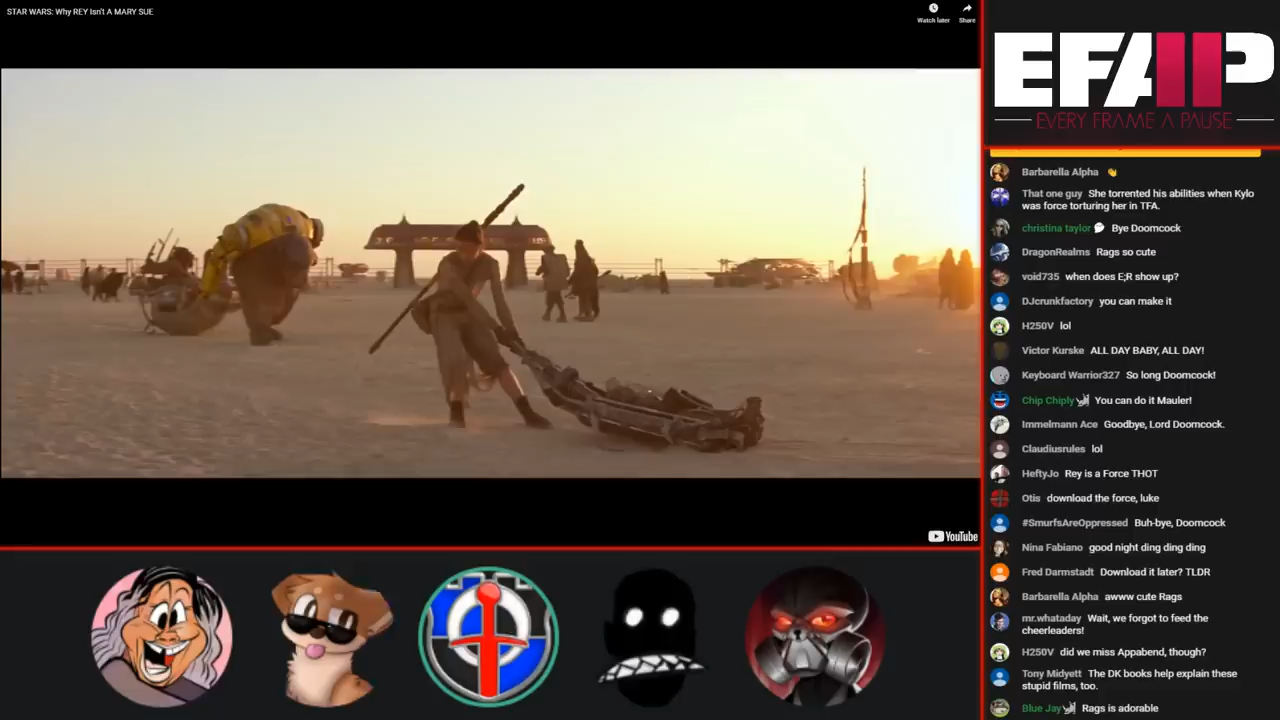 STAR WARS: Why REY Isn't A MARY SUE
Watch later
Share
EFAP
EVERY FRAME A PAUSE
Barbarella Alpha 👏
That one guy She torrented his abilities when Kylo
was force torturing her in TFA.
christina taylor Bye Doomcock
DragonRealms Rags so cute
void735 when does E;R show up?
DJcrunkfactory you can make it
H250V lol
Victor Kurske ALL DAY BABY, ALL DAY!
Keyboard Warrior327 So long Doomcock!
Chip Chiply You can do it Mauler!
Immelmann Ace Goodbye, Lord Doomcock.
Claudiusrules lol
HeftyJo Rey is a Force THOT
Otis download the force, luke
#SmurfsAreOppressed Buh-bye, Doomcock
Nina Fabiano good night ding ding ding
Fred Darmstadt Download it later? TLDR
Barbarella Alpha awww cute Rags
mr.whataday Wait, we forgot to feed the
cheerleaders!
H250V did we miss Appabend, though?
Tony Midyett The DK books help explain these
stupid films, too.
Blue Jay Rags is adorable
YouTube